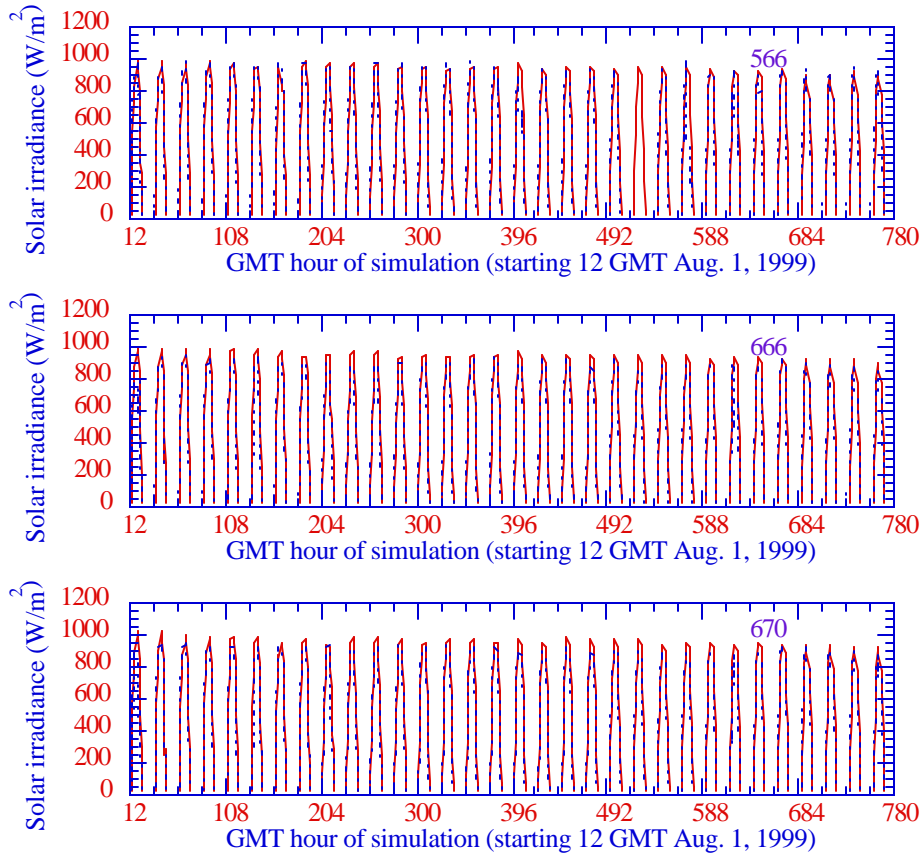 1200
1000
800
600
400
200
0
Solar irradiance (W/m²)
566
12 108 204 300 396 492 588 684 780
GMT hour of simulation (starting 12 GMT Aug. 1, 1999)
1200
1000
800
600
400
200
0
Solar irradiance (W/m²)
666
12 108 204 300 396 492 588 684 780
GMT hour of simulation (starting 12 GMT Aug. 1, 1999)
1200
1000
800
600
400
200
0
Solar irradiance (W/m²)
670
12 108 204 300 396 492 588 684 780
GMT hour of simulation (starting 12 GMT Aug. 1, 1999)